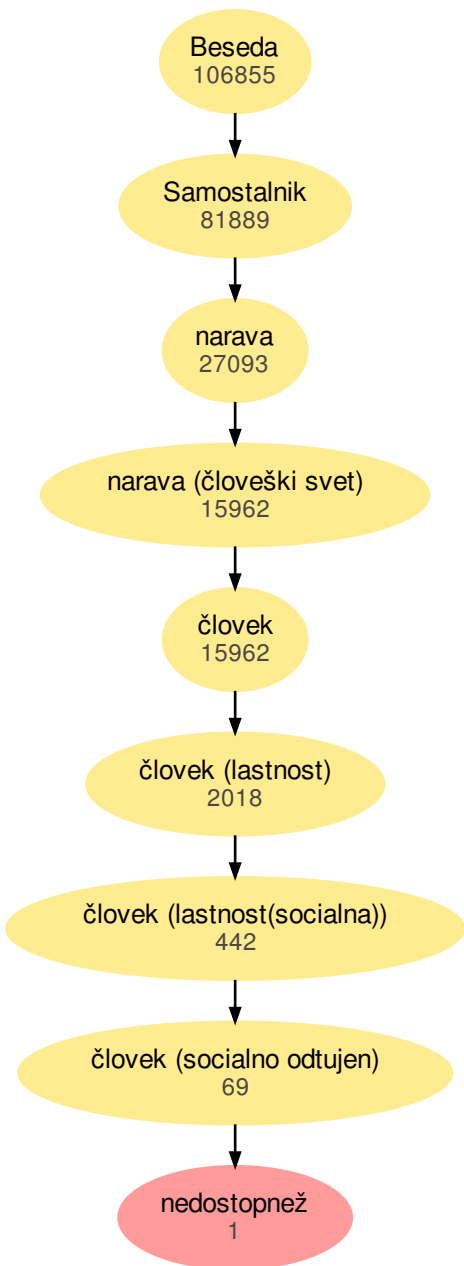 Beseda
106855
Samostalnik
81889
narava
27093
narava (človeški svet)
15962
človek
15962
človek (lastnost)
2018
človek (lastnost(socialna))
442
človek (socialno odtujen)
69
nedostopnež
1